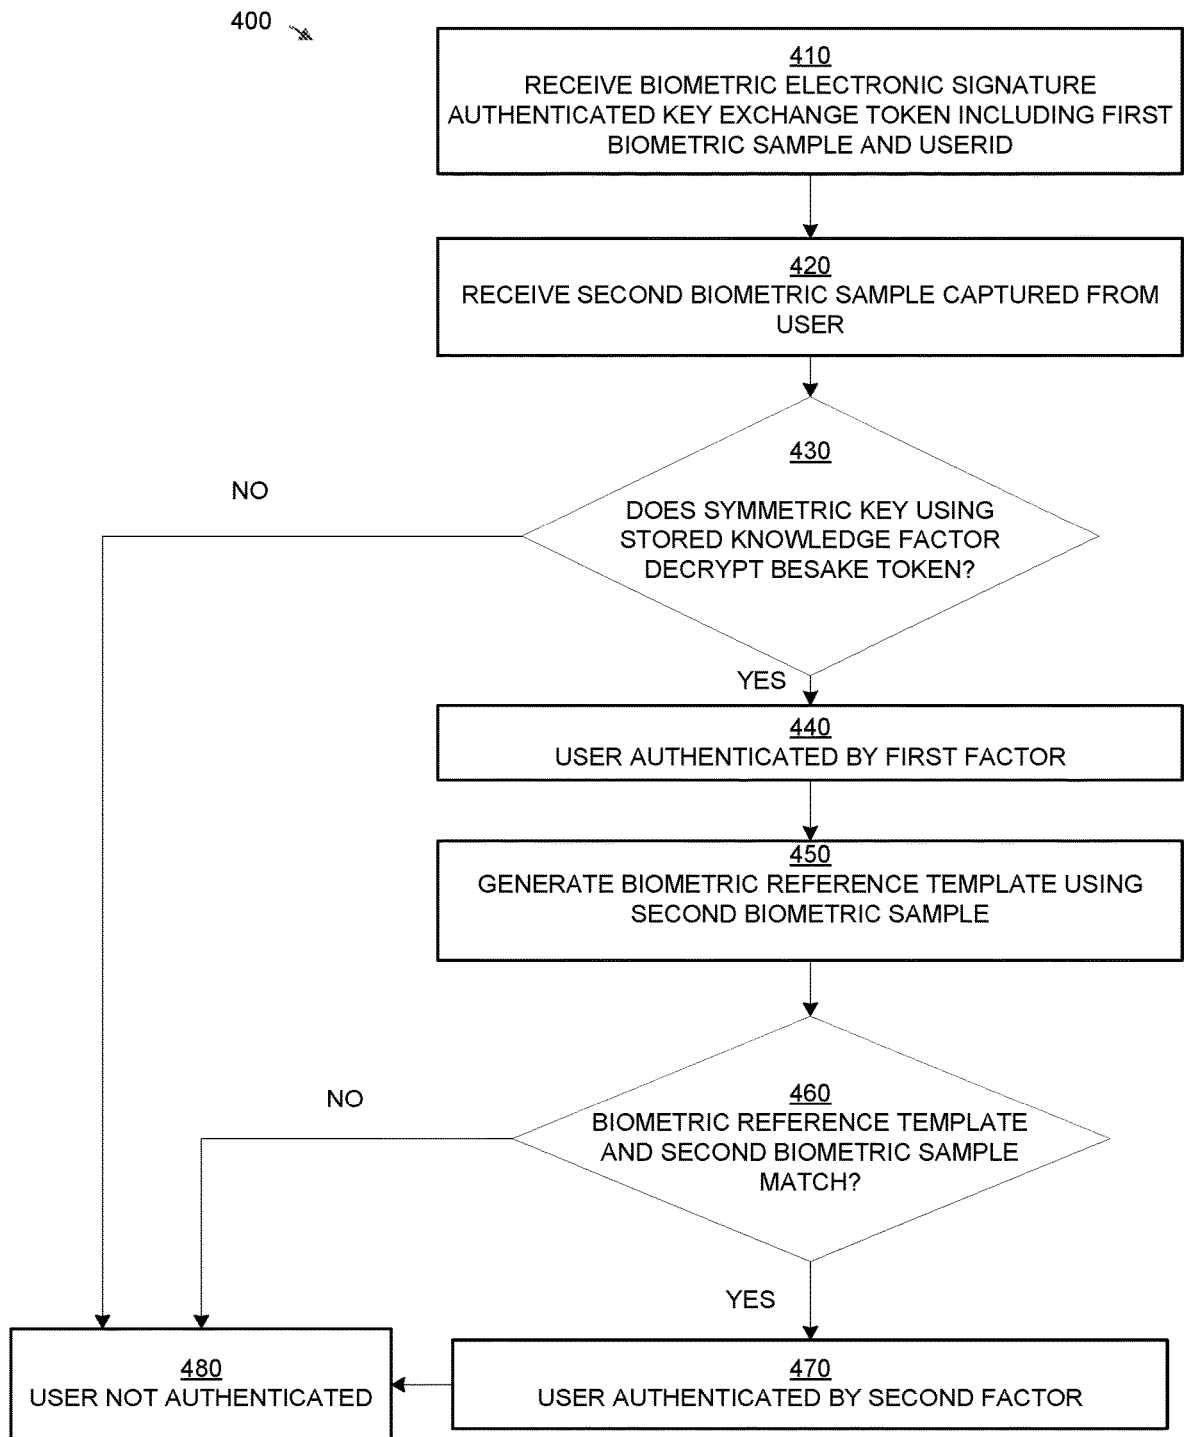 400
410
RECEIVE BIOMETRIC ELECTRONIC SIGNATURE
AUTHENTICATED KEY EXCHANGE TOKEN INCLUDING FIRST
BIOMETRIC SAMPLE AND USERID
420
RECEIVE SECOND BIOMETRIC SAMPLE CAPTURED FROM
USER
430
NO
DOES SYMMETRIC KEY USING
STORED KNOWLEDGE FACTOR
DECRYPT BESAKE TOKEN?
YES
440
USER AUTHENTICATED BY FIRST FACTOR
450
GENERATE BIOMETRIC REFERENCE TEMPLATE USING
SECOND BIOMETRIC SAMPLE
NO
460
BIOMETRIC REFERENCE TEMPLATE
AND SECOND BIOMETRIC SAMPLE
MATCH?
YES
480
USER NOT AUTHENTICATED
470
USER AUTHENTICATED BY SECOND FACTOR